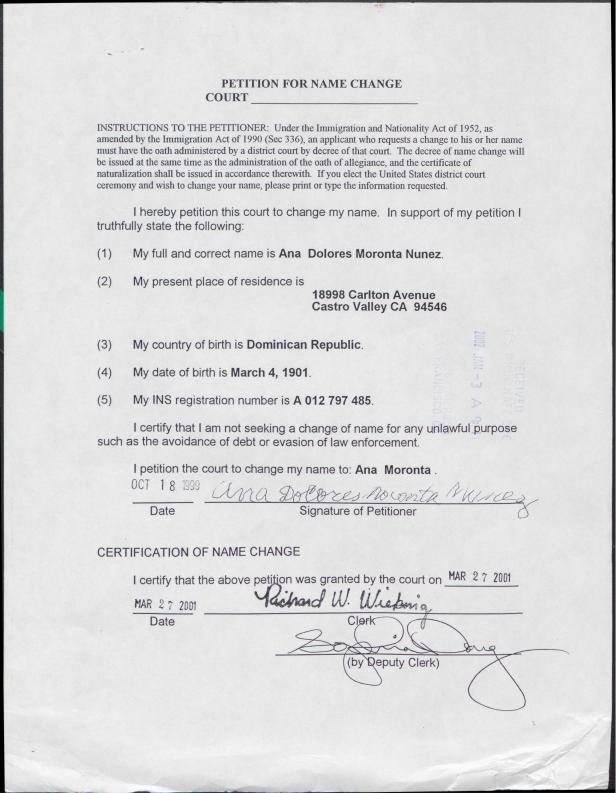 PETITION FOR NAME CHANGE
COURT
INSTRUCTIONS TO THE PETITIONER: Under the Immigration and Nationality Act of 1952, as
amended by the Immigration Act of 1990 (Sec 336), an applicant who requests a change to his or her name
must have the oath administered by a district court by decree of that court. The decree of name change will
be issued at the same time as the administration of the oath of allegiance, and the certificate of
naturalization shall be issued in accordance therewith. If you elect the United States district court
ceremony and wish to change your name, please print or type the information requested.
I hereby petition this court to change my name. In support of my petition I
truthfully state the following:
(1) My full and correct name is Ana Dolores Moronta Nunez.
(2) My present place of residence is
18998 Carlton Avenue
Castro Valley CA 94546
(3) My country of birth is Dominican Republic.
(4) My date of birth is March 4, 1901.
(5) My INS registration number is A 012 797 485.
RECEIVED
2002 JAN -3 A
I certify that I am not seeking a change of name for any unlawful purpose
such as the avoidance of debt or evasion of law enforcement.
I petition the court to change my name to: Ana Moronta .
OCT 18 1999 Ana Dolores Moronta Nunez
Date Signature of Petitioner
CERTIFICATION OF NAME CHANGE
I certify that the above petition was granted by the court on MAR 27 2001
MAR 27 2001 Richard W. Wieking
Date Clerk
(by Deputy Clerk)